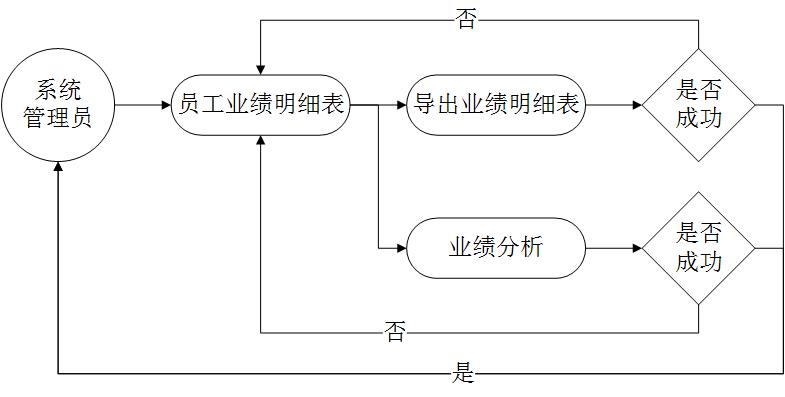 否
系统
管理员
员工业绩明细表
导出业绩明细表
是否
成功
业绩分析
是否
成功
否
是